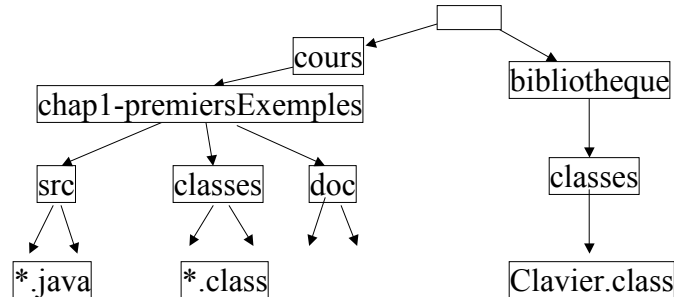 cours
bibliotheque
chap1-premiersExemples
src
classes
doc
classes
*.java
*.class
Clavier.class